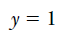 y = 1